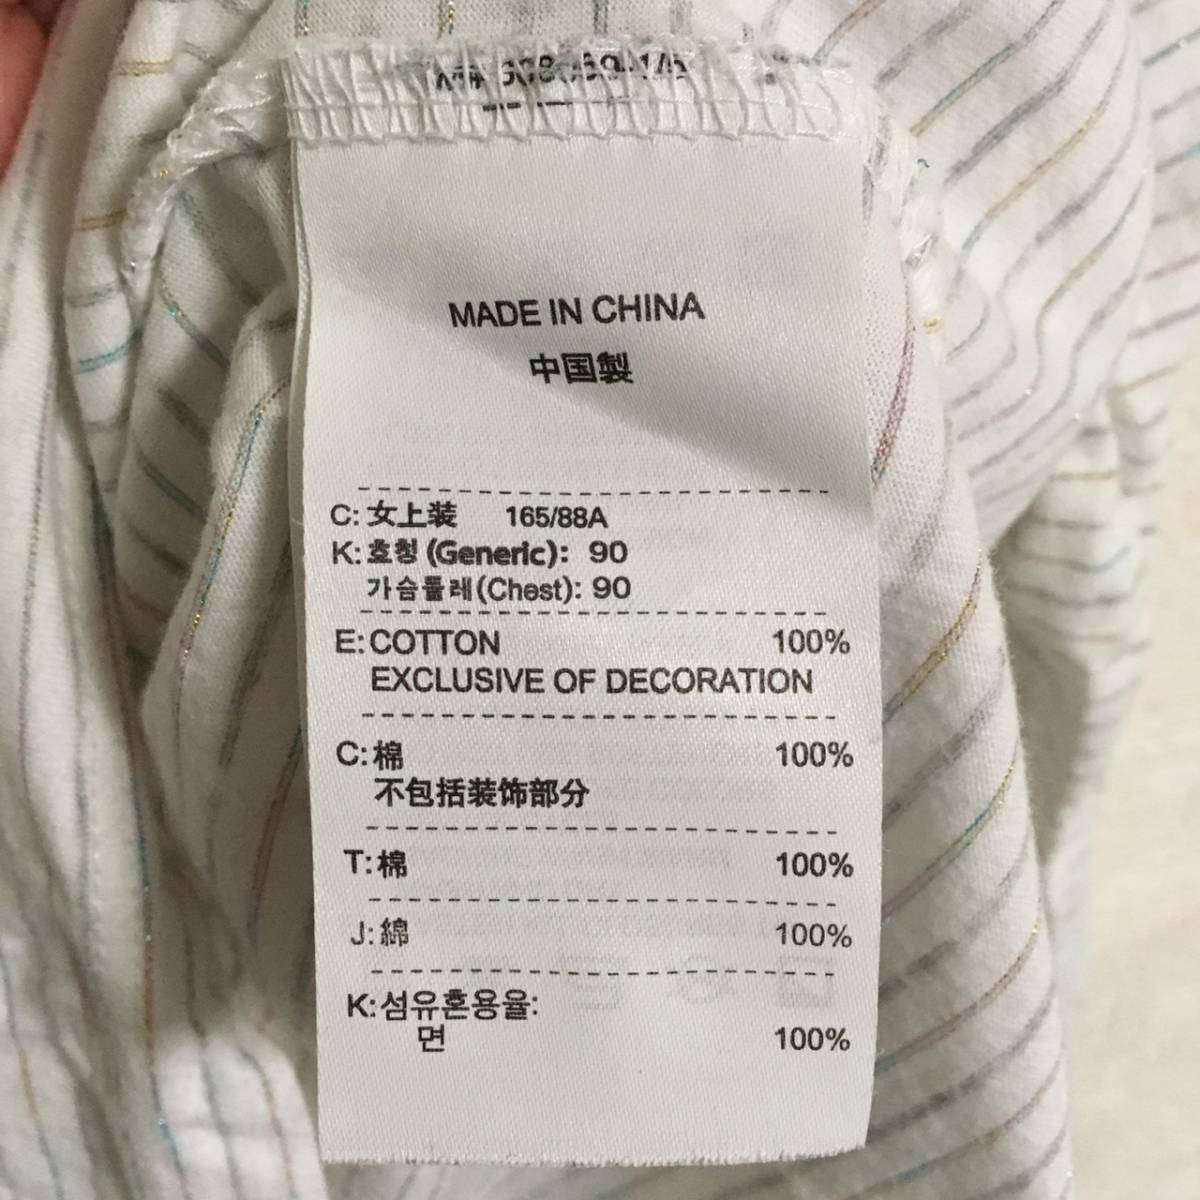 MADE IN CHINA
中国製
C: 女上装 165/88A
K: 호칭 (Generic): 90
가슴둘레(Chest): 90
E: COTTON 100%
EXCLUSIVE OF DECORATION
C: 棉 100%
不包括装饰部分
T: 棉 100%
J: 綿 100%
K: 섬유혼용율:
면 100%